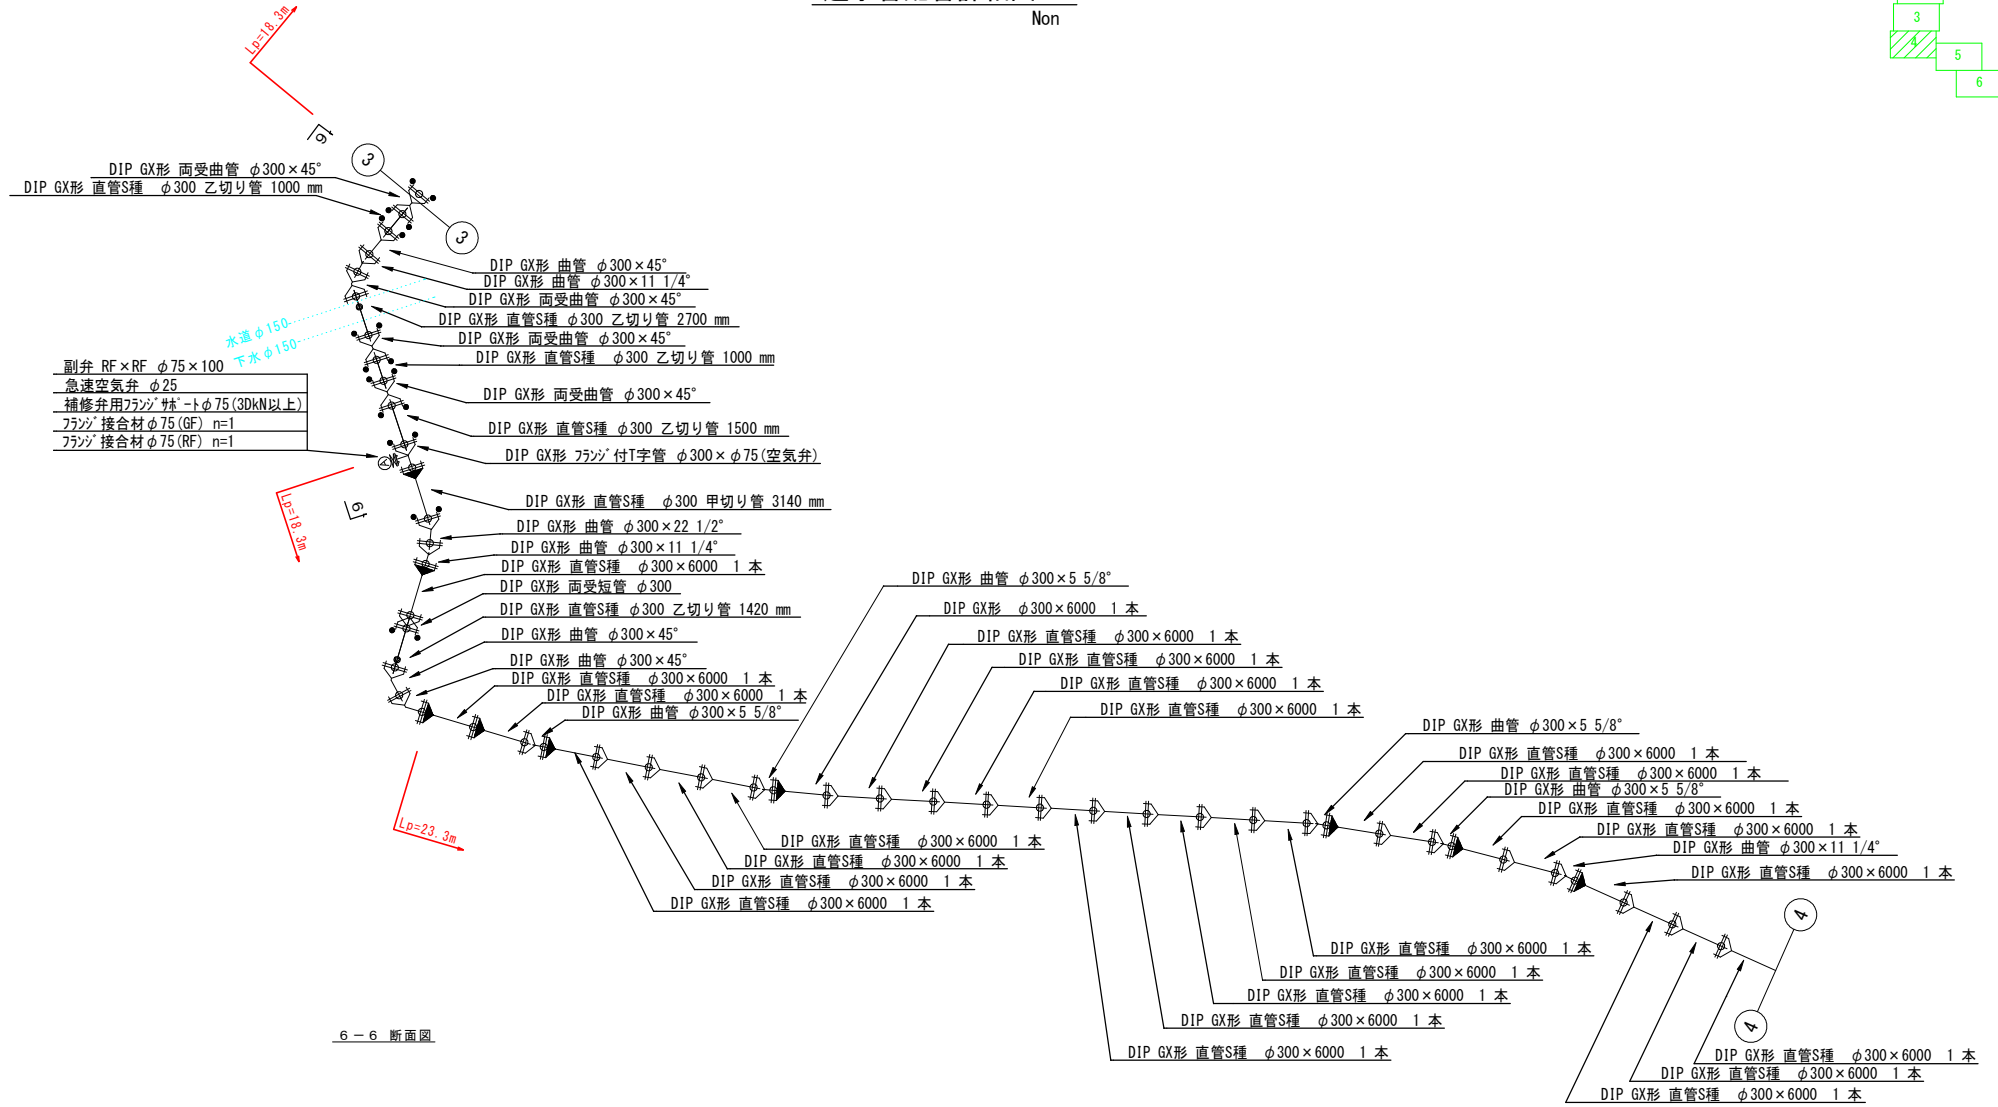 Non
3
4
5
6
Lp=18.3m
6
3
DIP GX形 両受曲管 φ300×45°
DIP GX形 直管S種 φ300 乙切り管 1000 mm
3
DIP GX形 曲管 φ300×45°
DIP GX形 曲管 φ300×11 1/4°
DIP GX形 両受曲管 φ300×45°
DIP GX形 直管S種 φ300 乙切り管 2700 mm
水道φ150
下水φ150
DIP GX形 両受曲管 φ300×45°
DIP GX形 直管S種 φ300 乙切り管 1000 mm
副弁 RF×RF φ75×100
急速空気弁 φ25
補修弁用フランジサポートφ75(3DkN以上)
フランジ接合材φ75(GF) n=1
フランジ接合材φ75(RF) n=1
DIP GX形 両受曲管 φ300×45°
DIP GX形 直管S種 φ300 乙切り管 1500 mm
DIP GX形 フランジ付T字管 φ300×φ75(空気弁)
A
Lp=18.3m
6
DIP GX形 直管S種 φ300 甲切り管 3140 mm
DIP GX形 曲管 φ300×22 1/2°
DIP GX形 曲管 φ300×11 1/4°
DIP GX形 直管S種 φ300×6000 1 本
DIP GX形 両受短管 φ300
DIP GX形 直管S種 φ300 乙切り管 1420 mm
DIP GX形 曲管 φ300×45°
DIP GX形 曲管 φ300×45°
DIP GX形 直管S種 φ300×6000 1 本
DIP GX形 直管S種 φ300×6000 1 本
DIP GX形 曲管 φ300×5 5/8°
DIP GX形 曲管 φ300×5 5/8°
DIP GX形 φ300×6000 1 本
DIP GX形 直管S種 φ300×6000 1 本
DIP GX形 直管S種 φ300×6000 1 本
DIP GX形 直管S種 φ300×6000 1 本
DIP GX形 直管S種 φ300×6000 1 本
DIP GX形 曲管 φ300×5 5/8°
DIP GX形 直管S種 φ300×6000 1 本
DIP GX形 直管S種 φ300×6000 1 本
DIP GX形 曲管 φ300×5 5/8°
DIP GX形 直管S種 φ300×6000 1 本
DIP GX形 直管S種 φ300×6000 1 本
DIP GX形 曲管 φ300×11 1/4°
DIP GX形 直管S種 φ300×6000 1 本
Lp=23.3m
DIP GX形 直管S種 φ300×6000 1 本
DIP GX形 直管S種 φ300×6000 1 本
DIP GX形 直管S種 φ300×6000 1 本
DIP GX形 直管S種 φ300×6000 1 本
4
DIP GX形 直管S種 φ300×6000 1 本
DIP GX形 直管S種 φ300×6000 1 本
DIP GX形 直管S種 φ300×6000 1 本
DIP GX形 直管S種 φ300×6000 1 本
DIP GX形 直管S種 φ300×6000 1 本
4
6－6 断面図
DIP GX形 直管S種 φ300×6000 1 本
DIP GX形 直管S種 φ300×6000 1 本
DIP GX形 直管S種 φ300×6000 1 本